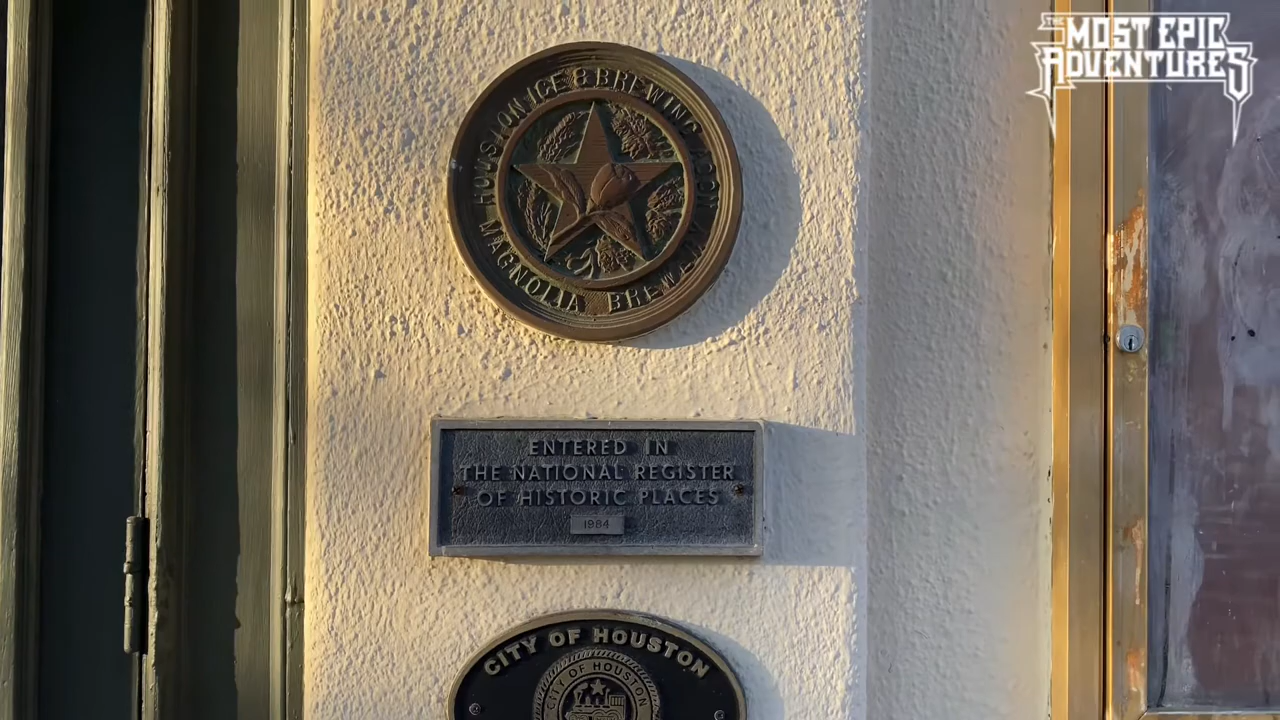 THE MOST EPIC
ADVENTURES
HOUSTON ICE & BREWING ASS'N
MAGNOLIA BREWERY
ENTERED IN
THE NATIONAL REGISTER
OF HISTORIC PLACES
1984
CITY OF HOUSTON
CITY OF HOUSTON